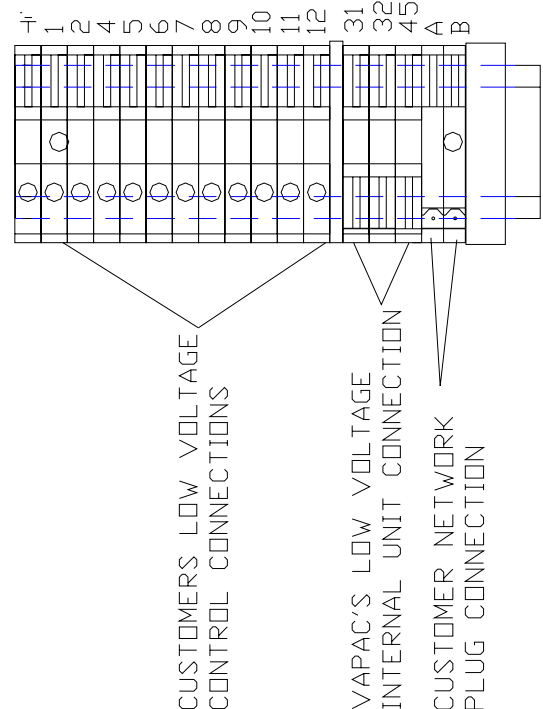 1
2
4
5
6
7
8
9
10
11
12
31
32
45
A
B
CUSTOMERS LOW VOLTAGE
CONTROL CONNECTIONS
VAPAC'S LOW VOLTAGE
INTERNAL UNIT CONNECTION
CUSTOMER NETWORK
PLUG CONNECTION